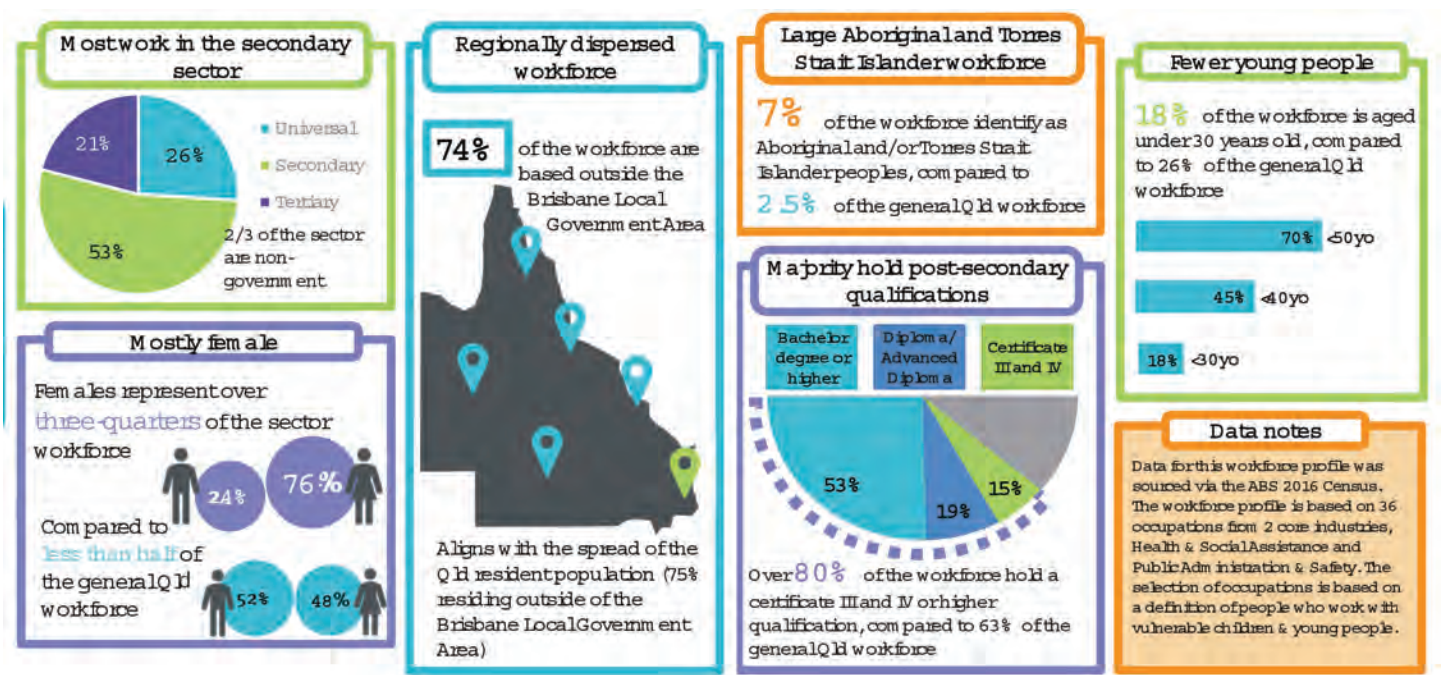 Most work in the secondary
sector
21%
26%
53%
Universal
Secondary
Tertiary
2/3 of the sector
are non-
government
Mostly female
Females represent over
three-quarters of the sector
workforce
24%
76%
Compared to
less than half of
the general Qld
workforce
52%
48%
Regionally dispersed
workforce
74%
of the workforce are
based outside the
Brisbane Local
Government Area
Aligns with the spread of the
Qld resident population (75%
residing outside of the
Brisbane Local Government
Area)
Large Aboriginal and Torres
Strait Islander workforce
7% of the workforce identify as
Aboriginal and/or Torres Strait
Islander peoples, compared to
2.5% of the general Qld workforce
Majority hold post-secondary
qualifications
Bachelor
degree or
higher
Diploma/
Advanced
Diploma
Certificate
III and IV
53%
19%
15%
Over 80% of the workforce hold a
certificate III and IV or higher
qualification, compared to 63% of the
general Qld workforce
Fewer young people
18% of the workforce is aged
under 30 years old, compared
to 26% of the general Qld
workforce
70% <50yo
45% <40yo
18% <30yo
Data notes
Data for this workforce profile was
sourced via the ABS 2016 Census.
The workforce profile is based on 36
occupations from 2 core industries,
Health & Social Assistance and
Public Administration & Safety. The
selection of occupations is based on
a definition of people who work with
vulnerable children & young people.